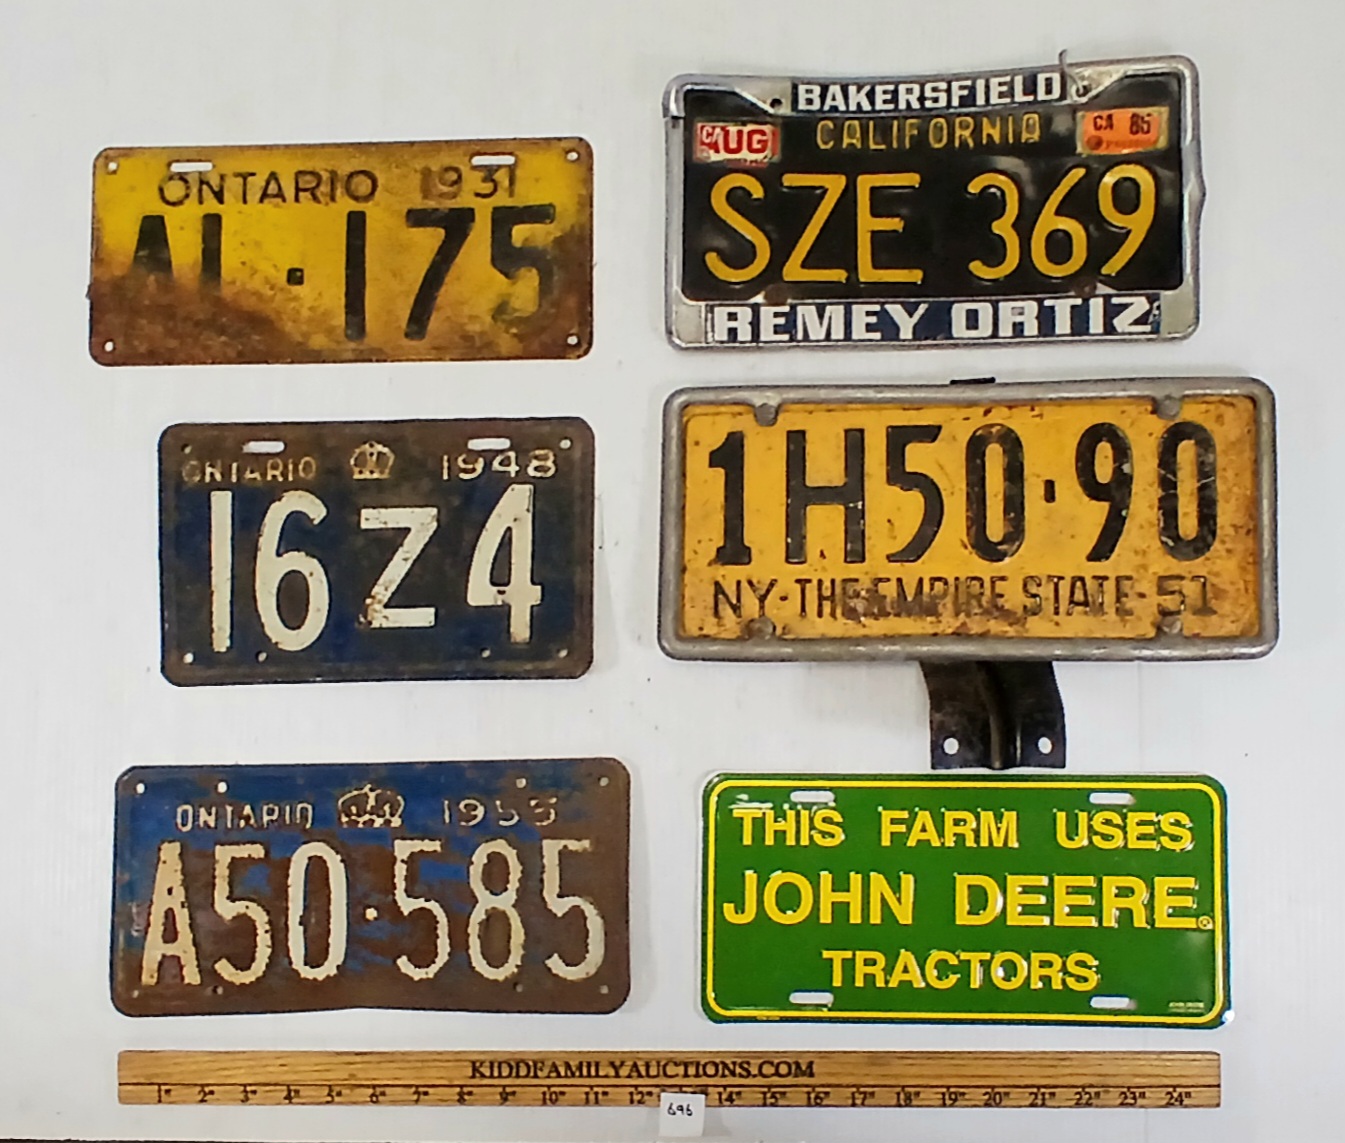 ONTARIO 1931
AL·175
BAKERSFIELD
CALIFORNIA
AUG
CA 85
SZE 369
REMEY ORTIZ
ONTARIO 1948
16Z4
1H50·90
NY·THE EMPIRE STATE·51
ONTARIO 1955
A50·585
THIS FARM USES
JOHN DEERE®
TRACTORS
KIDDFAMILYAUCTIONS.COM
1" 2" 3" 4" 5" 6" 7" 8" 9" 10" 11" 12" 14" 15" 16" 17" 18" 19" 20" 21" 22" 23" 24"
696